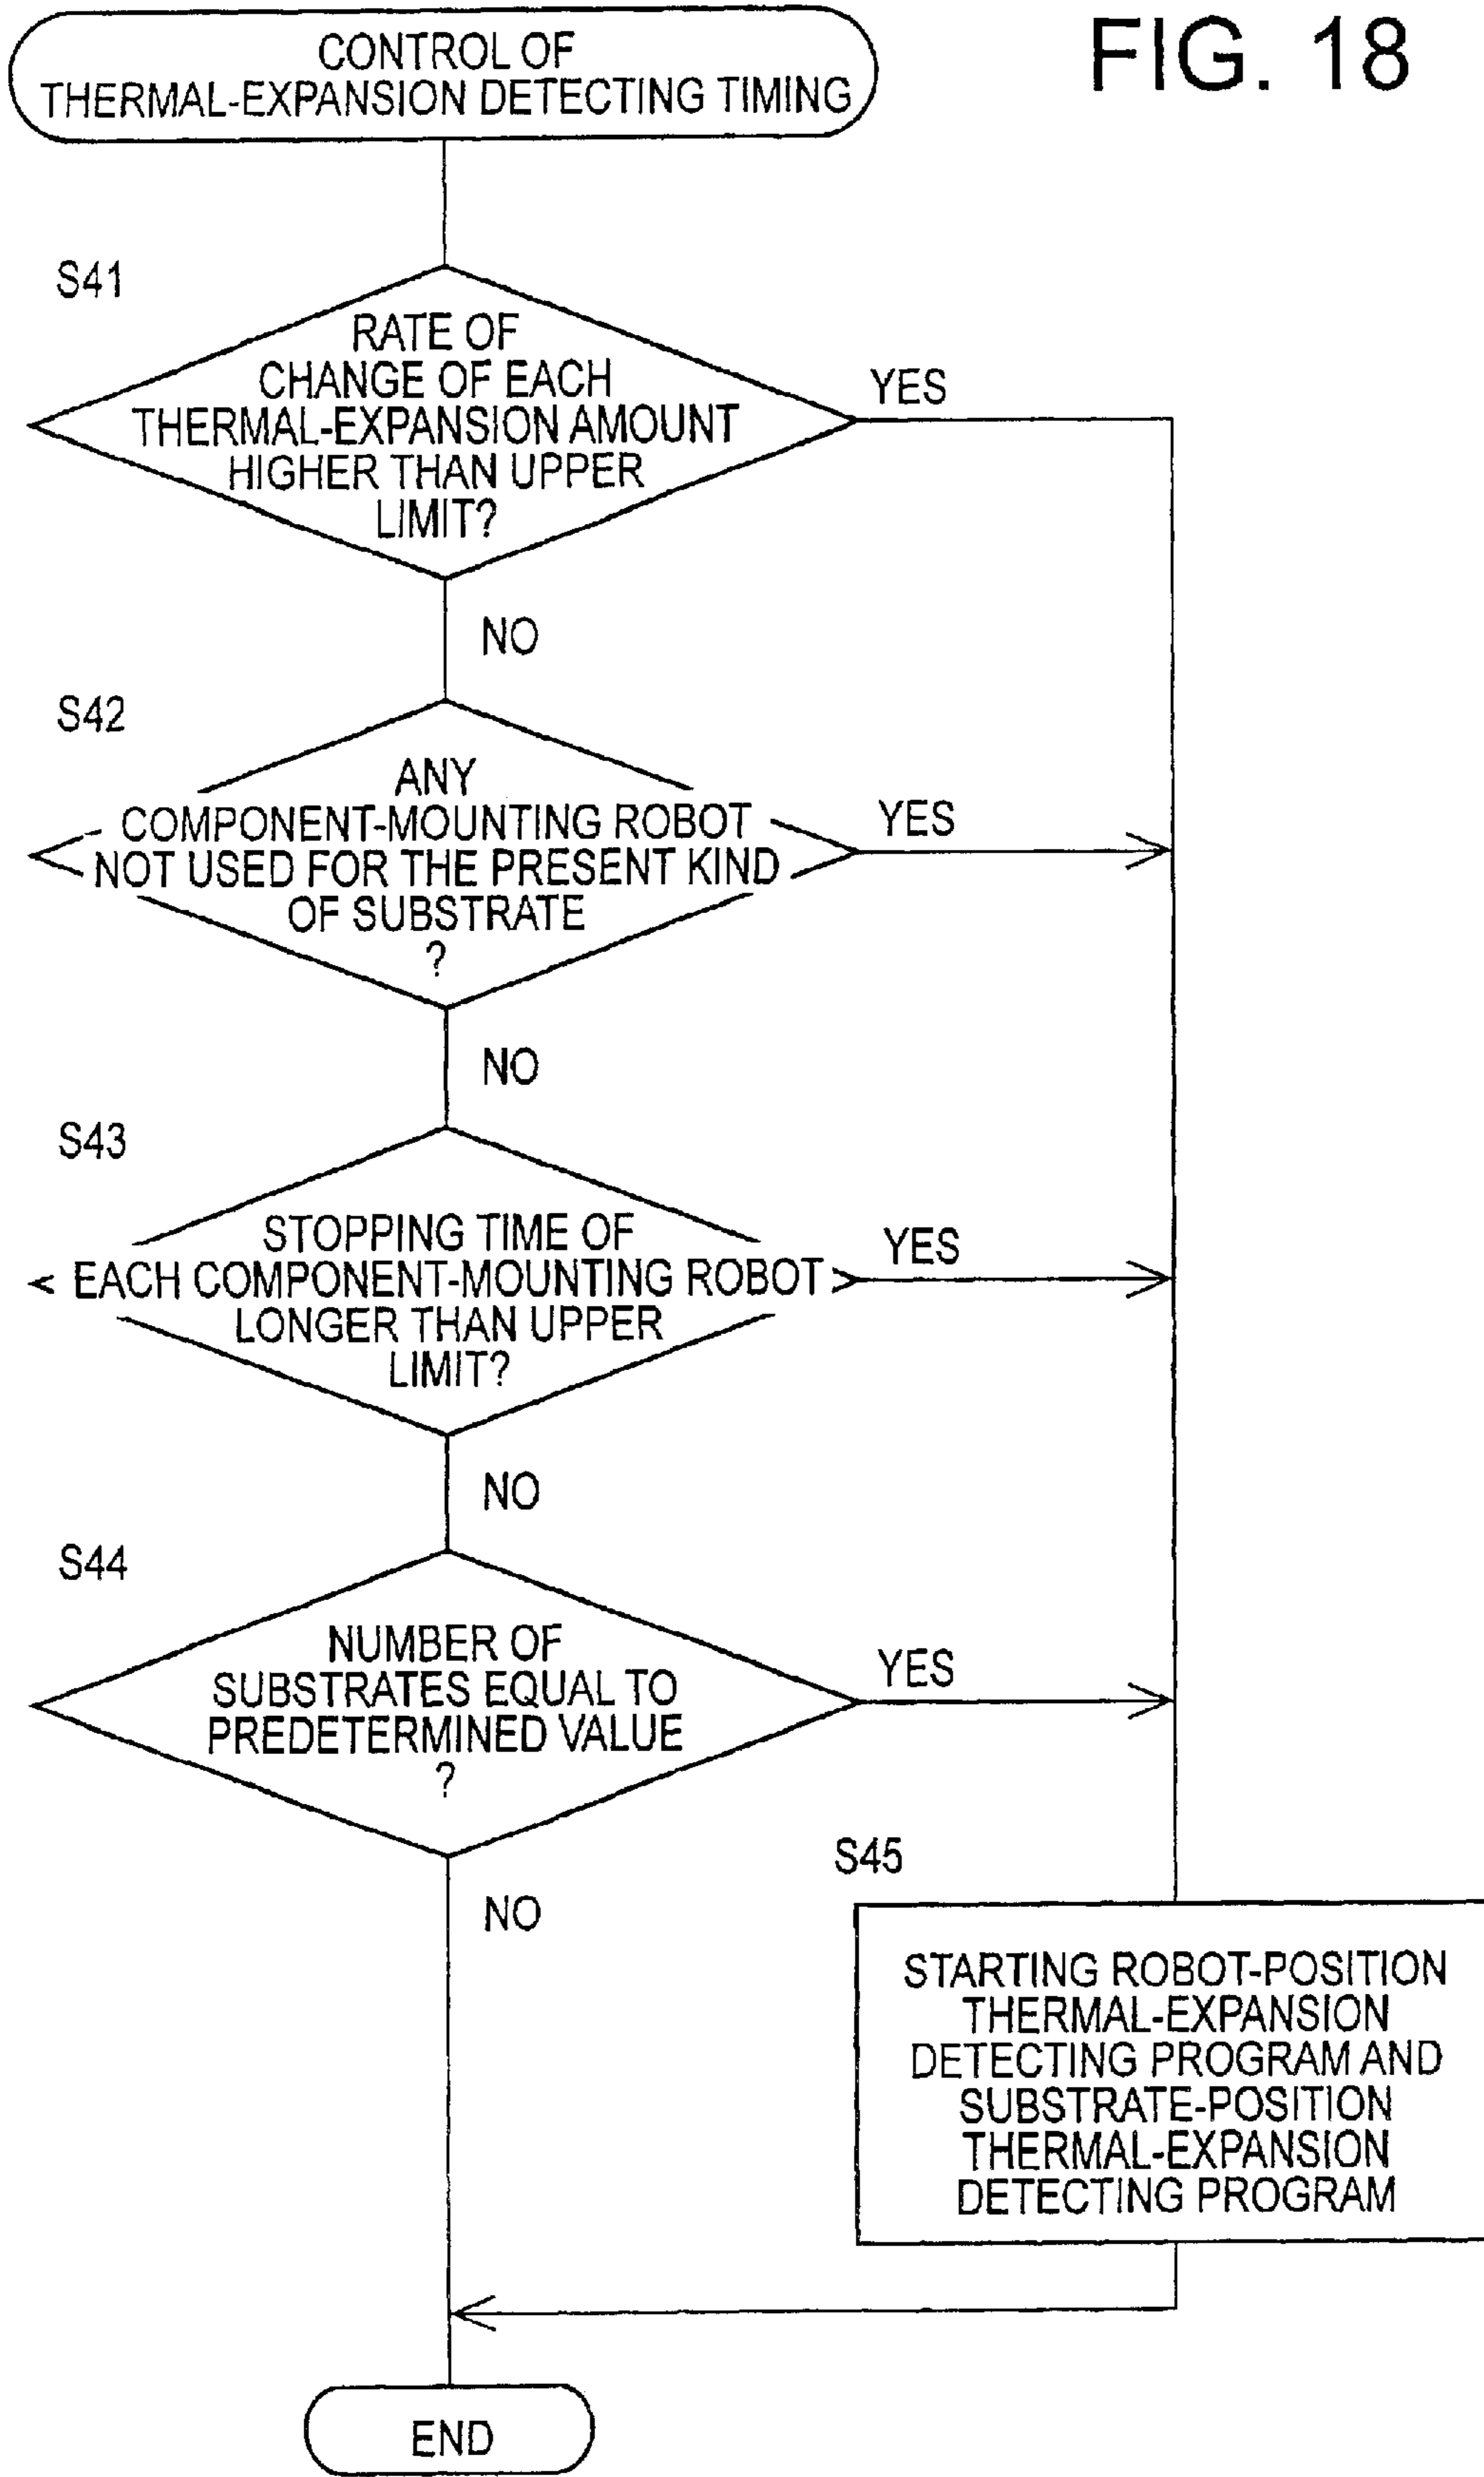 FIG. 18
CONTROL OF
THERMAL-EXPANSION DETECTING TIMING
S41
RATE OF
CHANGE OF EACH
THERMAL-EXPANSION AMOUNT
HIGHER THAN UPPER
LIMIT?
YES
NO
S42
ANY
COMPONENT-MOUNTING ROBOT
NOT USED FOR THE PRESENT KIND
OF SUBSTRATE
?
YES
NO
S43
STOPPING TIME OF
EACH COMPONENT-MOUNTING ROBOT
LONGER THAN UPPER
LIMIT?
YES
NO
S44
NUMBER OF
SUBSTRATES EQUAL TO
PREDETERMINED VALUE
?
YES
NO
S45
STARTING ROBOT-POSITION
THERMAL-EXPANSION
DETECTING PROGRAM AND
SUBSTRATE-POSITION
THERMAL-EXPANSION
DETECTING PROGRAM
END